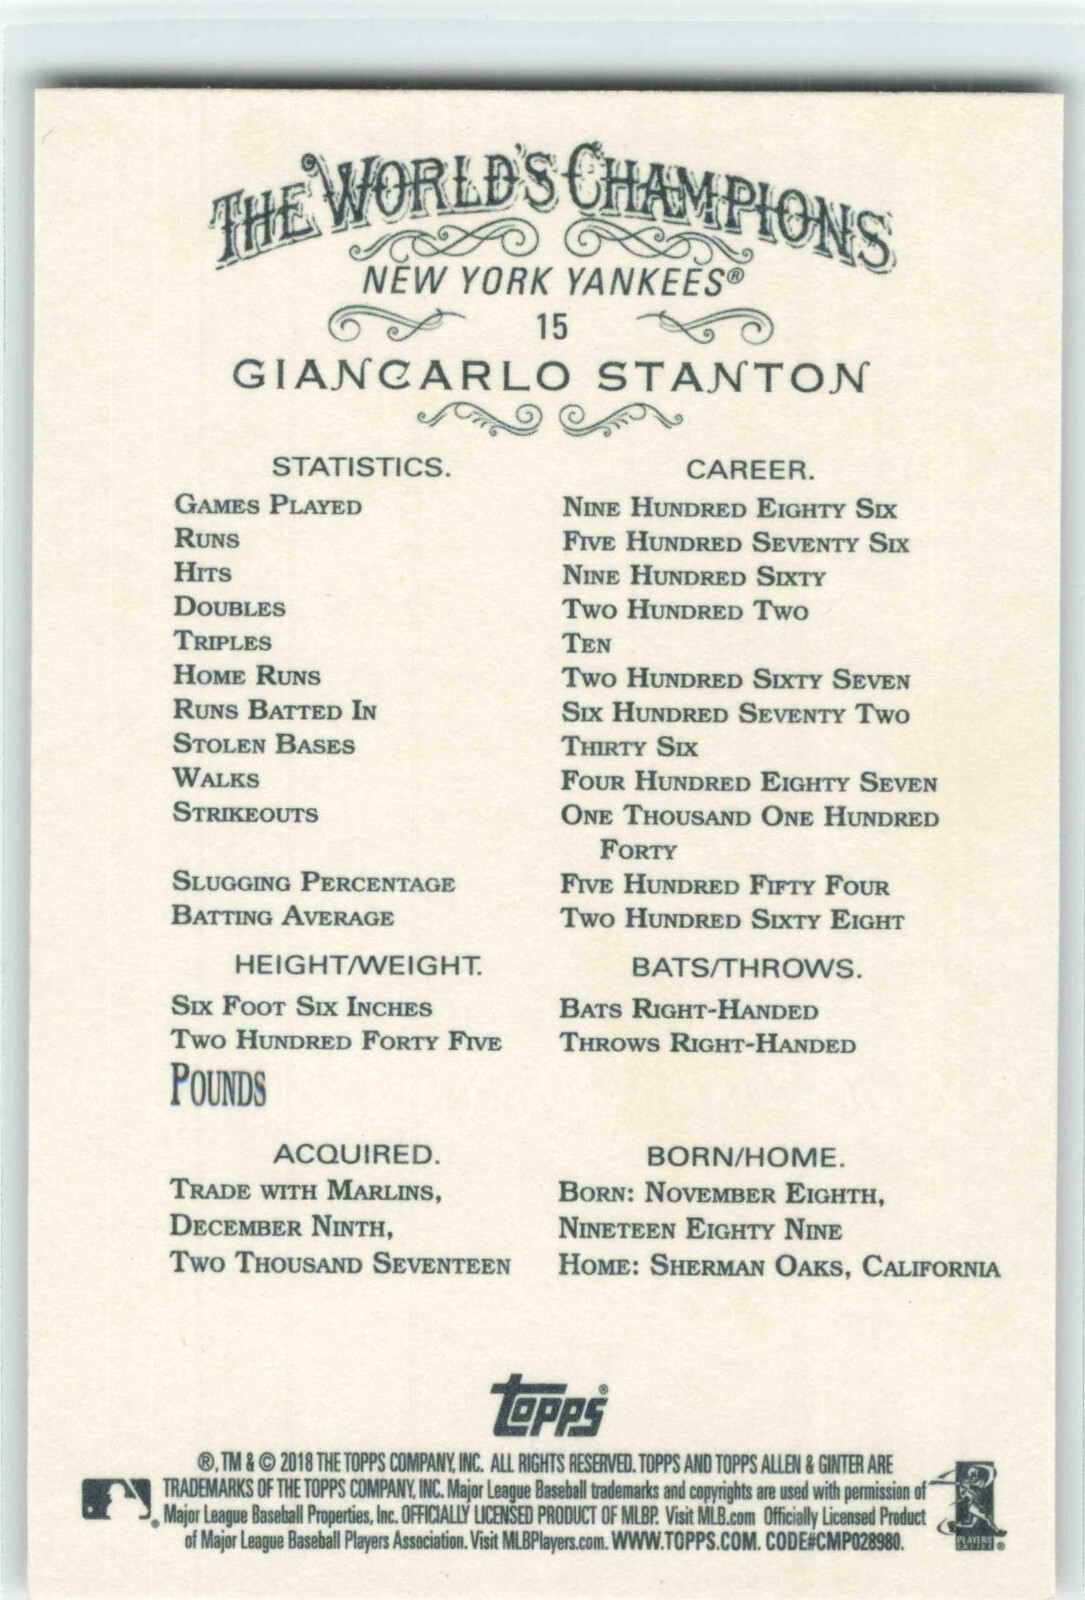 THE WORLD'S CHAMPIONS
NEW YORK YANKEES®
15
GIANCARLO STANTON
STATISTICS. CAREER.
GAMES PLAYED NINE HUNDRED EIGHTY SIX
RUNS FIVE HUNDRED SEVENTY SIX
HITS NINE HUNDRED SIXTY
DOUBLES TWO HUNDRED TWO
TRIPLES TEN
HOME RUNS TWO HUNDRED SIXTY SEVEN
RUNS BATTED IN SIX HUNDRED SEVENTY TWO
STOLEN BASES THIRTY SIX
WALKS FOUR HUNDRED EIGHTY SEVEN
STRIKEOUTS ONE THOUSAND ONE HUNDRED
FORTY
SLUGGING PERCENTAGE FIVE HUNDRED FIFTY FOUR
BATTING AVERAGE TWO HUNDRED SIXTY EIGHT
HEIGHT/WEIGHT. BATS/THROWS.
SIX FOOT SIX INCHES BATS RIGHT-HANDED
TWO HUNDRED FORTY FIVE THROWS RIGHT-HANDED
POUNDS
ACQUIRED. BORN/HOME.
TRADE WITH MARLINS, BORN: NOVEMBER EIGHTH,
DECEMBER NINTH, NINETEEN EIGHTY NINE
TWO THOUSAND SEVENTEEN HOME: SHERMAN OAKS, CALIFORNIA
Topps®
®, TM & © 2018 THE TOPPS COMPANY, INC. ALL RIGHTS RESERVED. TOPPS AND TOPPS ALLEN & GINTER ARE
TRADEMARKS OF THE TOPPS COMPANY, INC. Major League Baseball trademarks and copyrights are used with permission of
Major League Baseball Properties, Inc. OFFICIALLY LICENSED PRODUCT OF MLBP. Visit MLB.com Officially Licensed Product
of Major League Baseball Players Association. Visit MLBPlayers.com. WWW.TOPPS.COM. CODE#CMP028980.